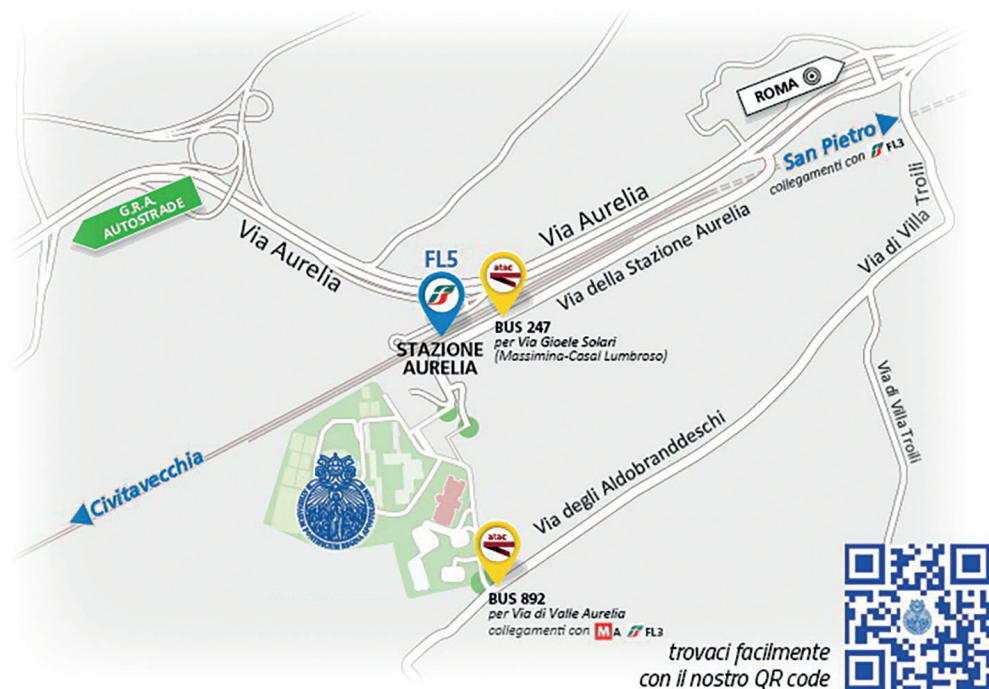 ROMA
San Pietro
collegamenti con FL3
G.R.A.
AUTOSTRADE
Via Aurelia
Via Aurelia
Via della Stazione Aurelia
Via di Villa Troili
Via di Villa Troili
FL5
STAZIONE
AURELIA
atac
BUS 247
per Via Gioele Solari
(Massimina-Casal Lumbroso)
Civitavecchia
Via degli Aldobranddeschi
atac
BUS 892
per Via di Valle Aurelia
collegamenti con M A FL3
trovaci facilmente
con il nostro QR code